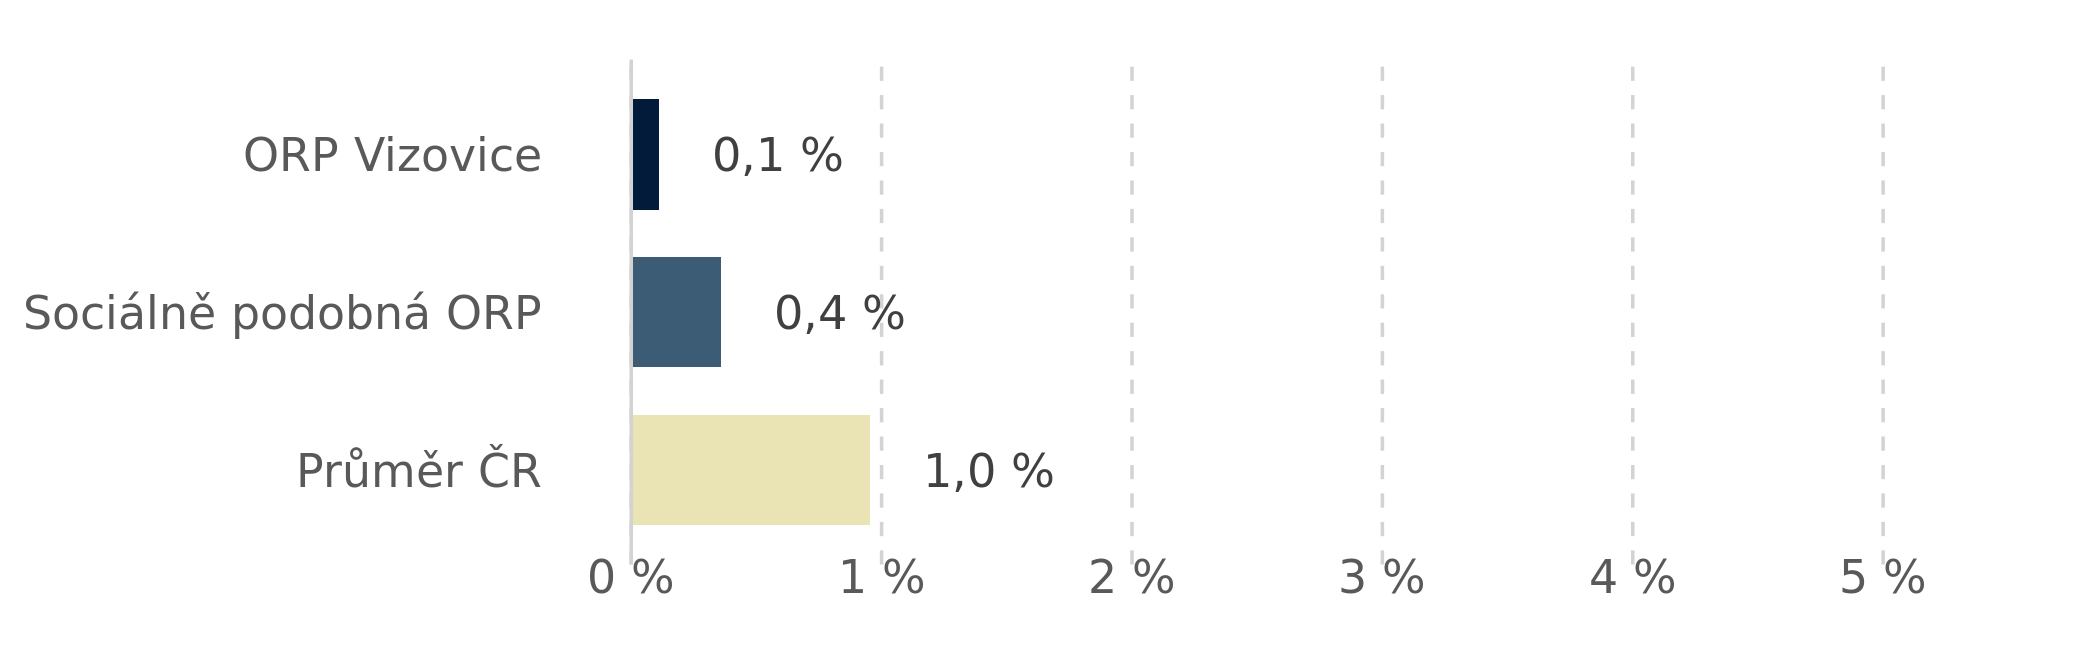 ORP Vizovice 0,1 %
Sociálně podobná ORP 0,4 %
Průměr ČR 1,0 %
0 % 1 % 2 % 3 % 4 % 5 %